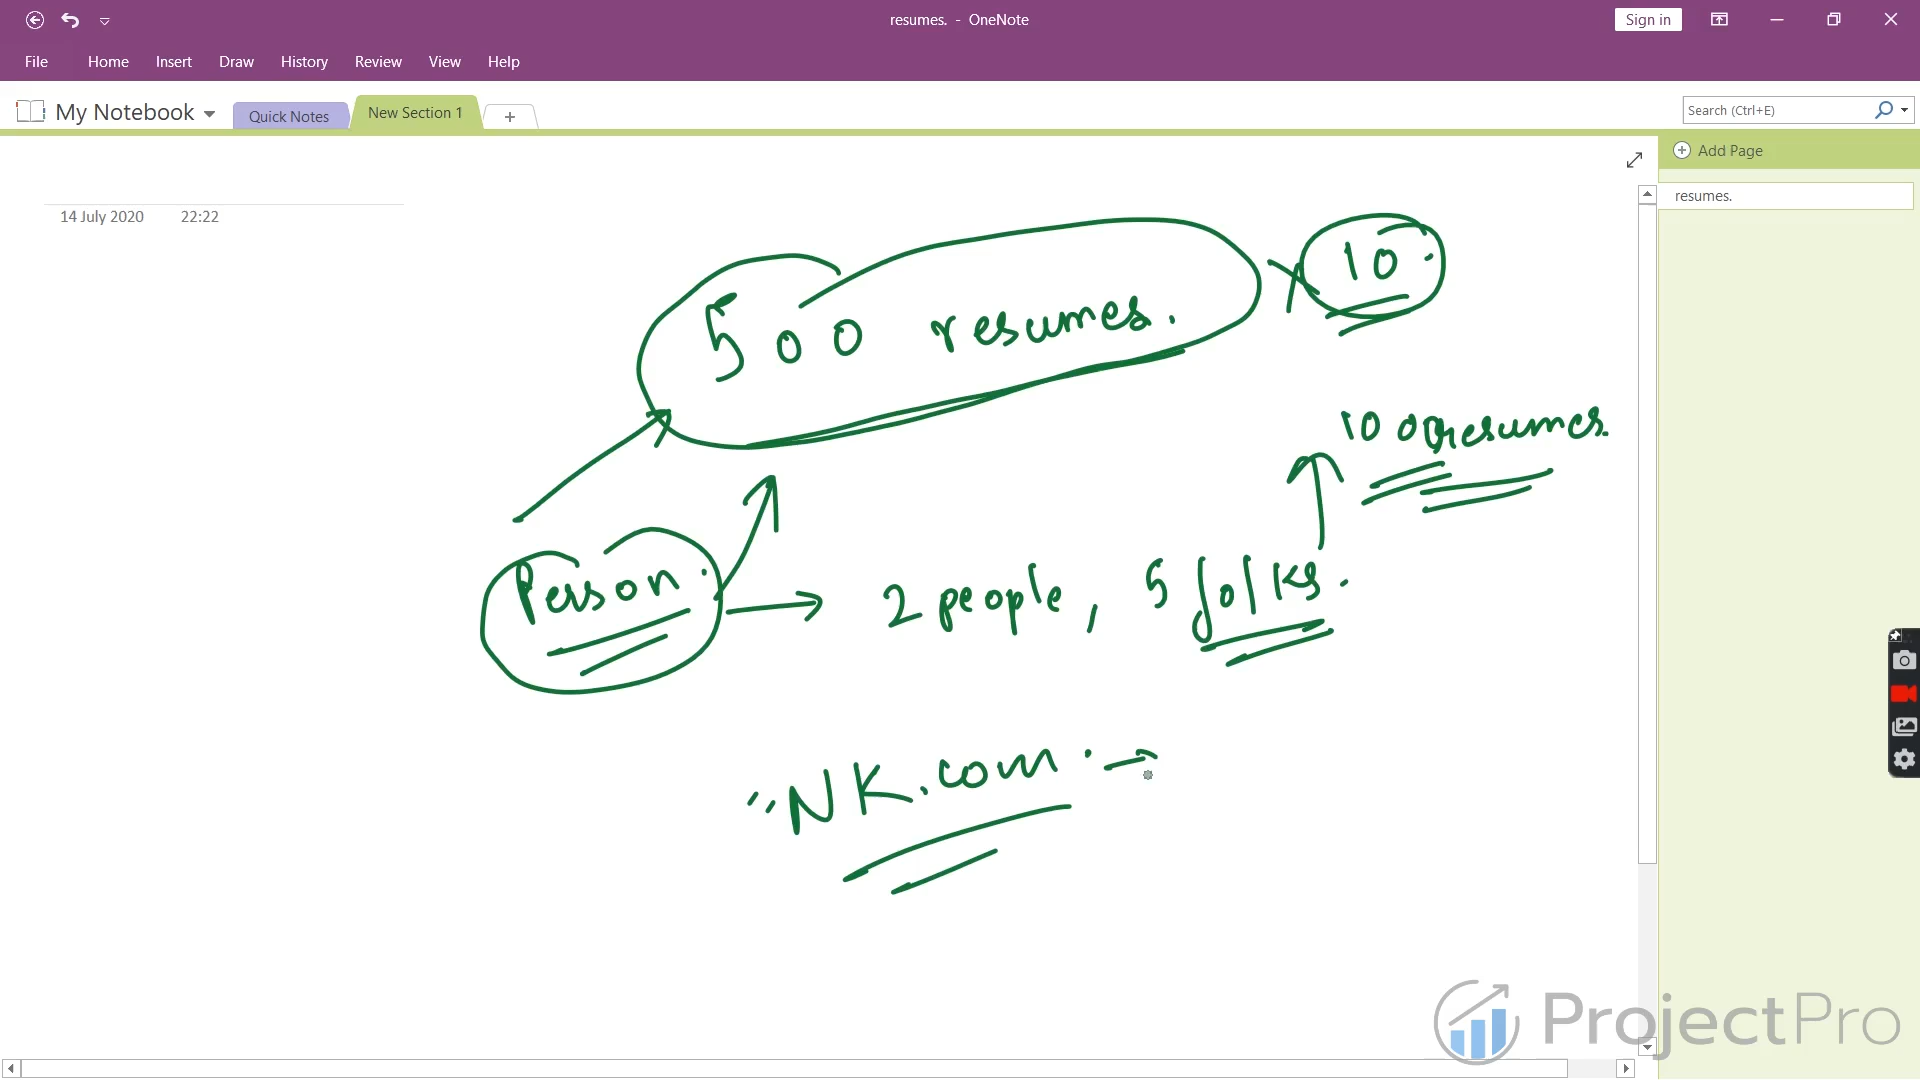 resumes. - OneNote
Sign in
File Home Insert Draw History Review View Help
My Notebook Quick Notes New Section 1 +
Search (Ctrl+E)
Add Page
resumes.
14 July 2020 22:22
500 resumes. x 10.
1000 resumes.
Person. → 2 people, 5 folks.
"NK.com. →
ProjectPro